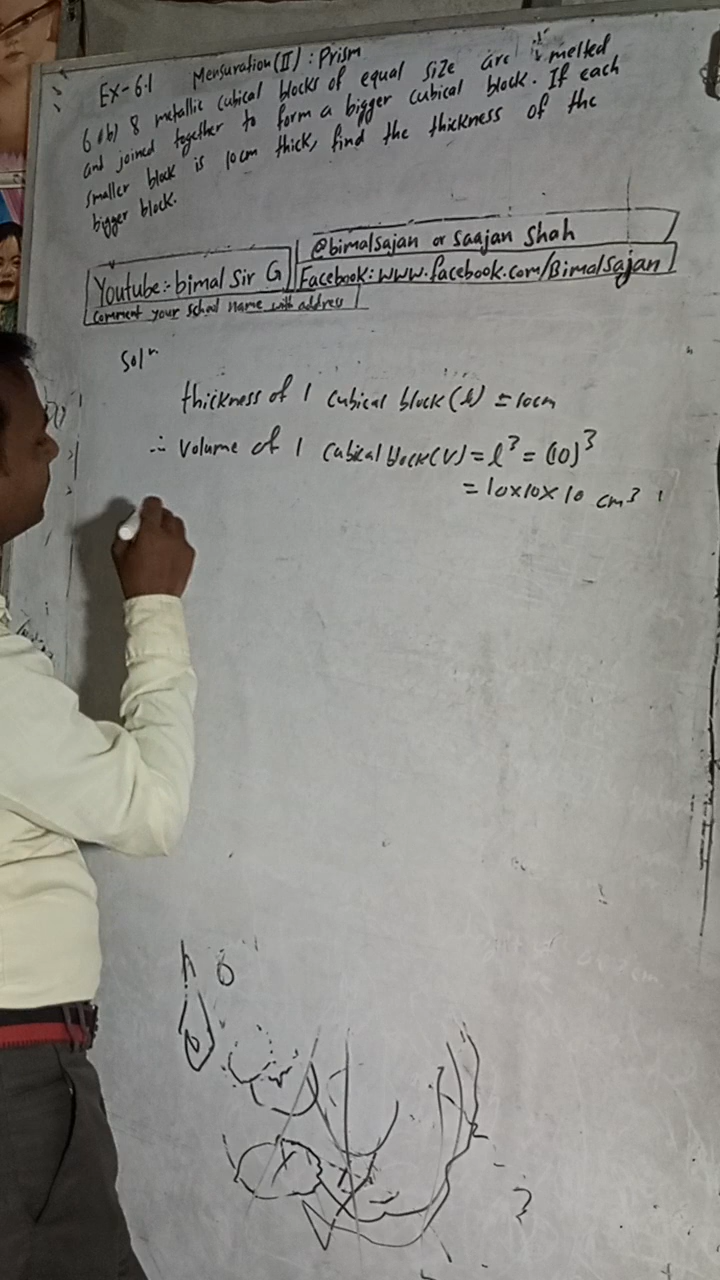 Ex-6.1 Mensuration (II) : Prism
6 (b) 8 metallic cubical blocks of equal size are melted
and joined together to form a bigger cubical block. If each
smaller block is 10cm thick, find the thickness of the
bigger block.
@bimalsajan or Saajan Shah
Youtube:- bimal Sir G
Facebook: www.facebook.com/Bimalsajan
Comment your school name with address
Solⁿ.
thickness of 1 cubical block (l) = 10cm
∴ Volume of 1 cubical block (V) = l³ = (10)³
= 10×10×10 cm³